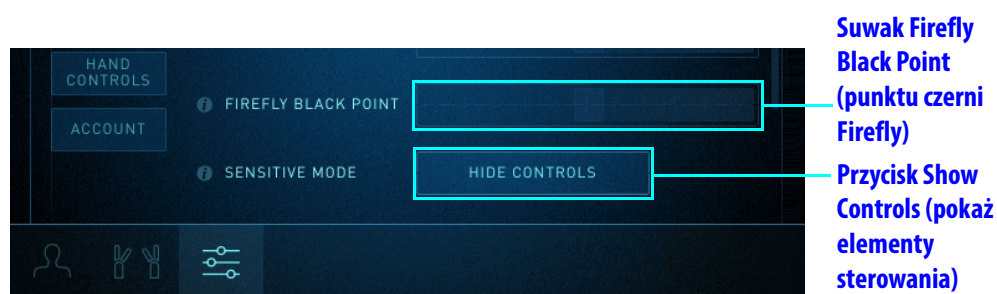 HAND
CONTROLS
ACCOUNT
FIREFLY BLACK POINT
SENSITIVE MODE
HIDE CONTROLS
Suwak Firefly
Black Point
(punktu czerni
Firefly)
Przycisk Show
Controls (pokaż
elementy
sterowania)